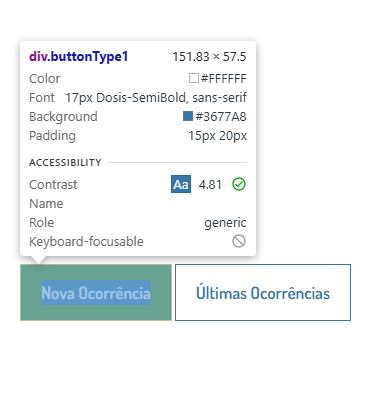 div.buttonType1 151.83 × 57.5
Color #FFFFFF
Font 17px Dosis-SemiBold, sans-serif
Background #3677A8
Padding 15px 20px
ACCESSIBILITY
Contrast Aa 4.81
Name
Role generic
Keyboard-focusable
Nova Ocorrência Últimas Ocorrências